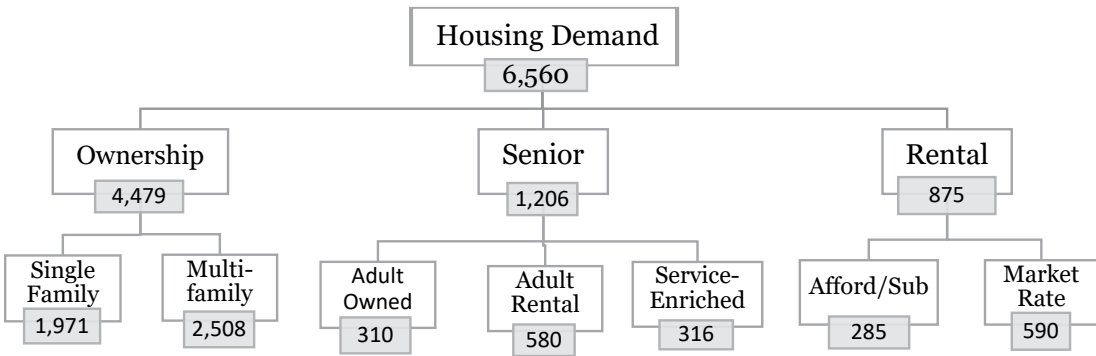 Housing Demand
6,560
Ownership
4,479
Senior
1,206
Rental
875
Single
Family
1,971
Multi-
family
2,508
Adult
Owned
310
Adult
Rental
580
Service-
Enriched
316
Afford/Sub
285
Market
Rate
590